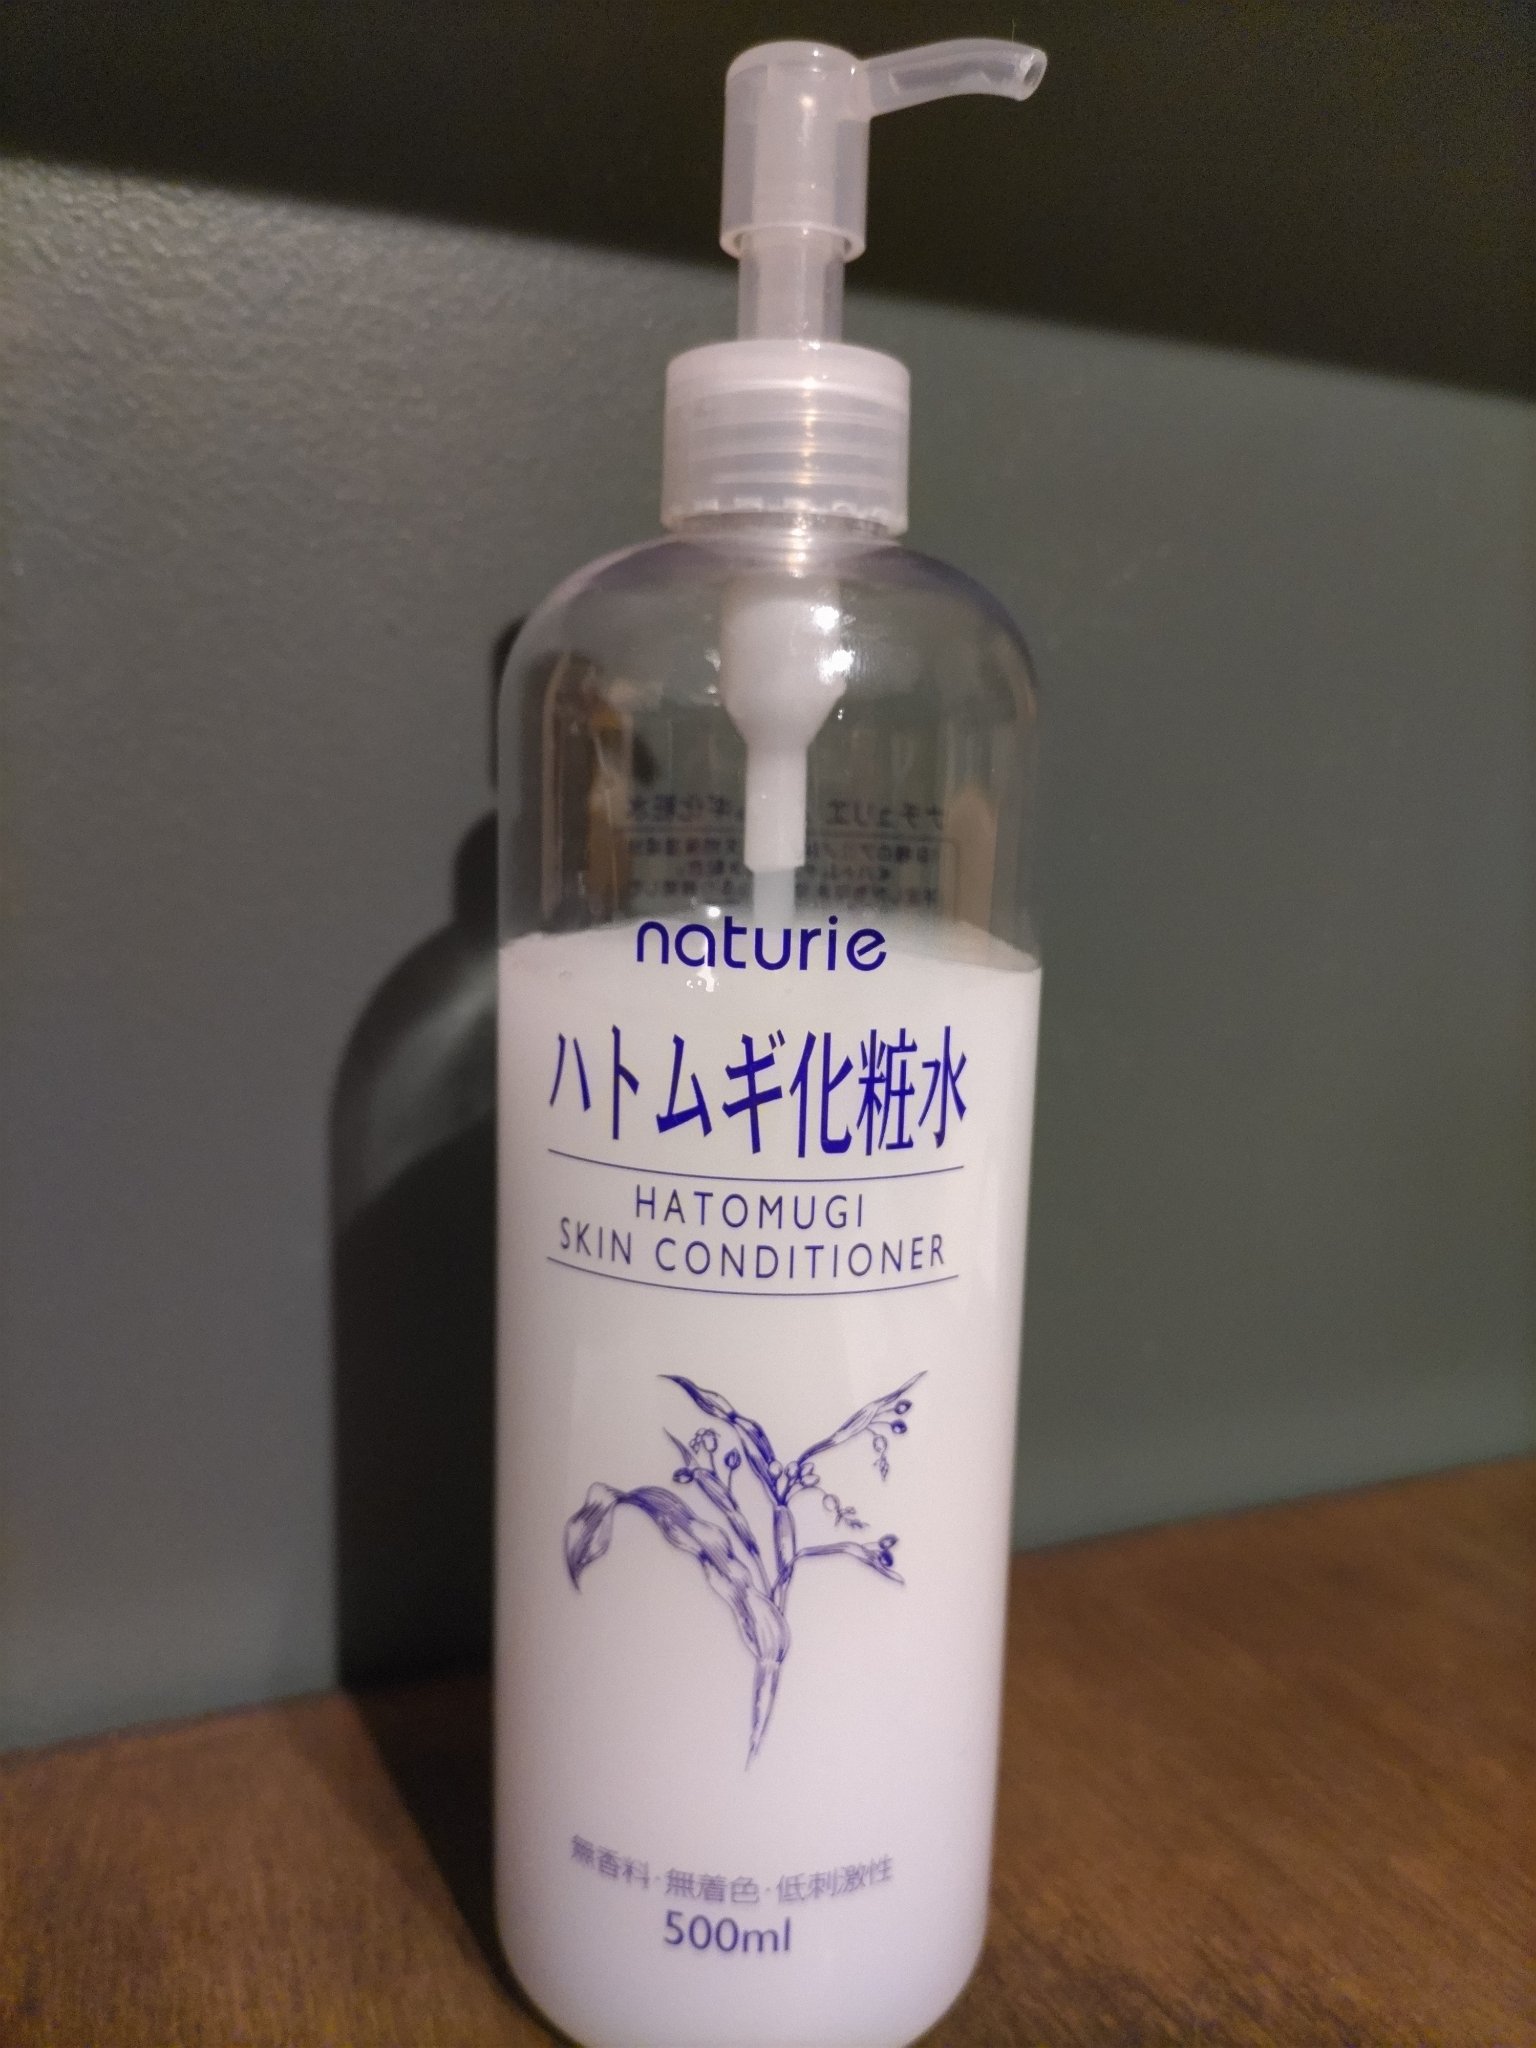 naturie
ハトムギ化粧水
HATOMUGI
SKIN CONDITIONER
無香料・無着色・低刺激性
500ml